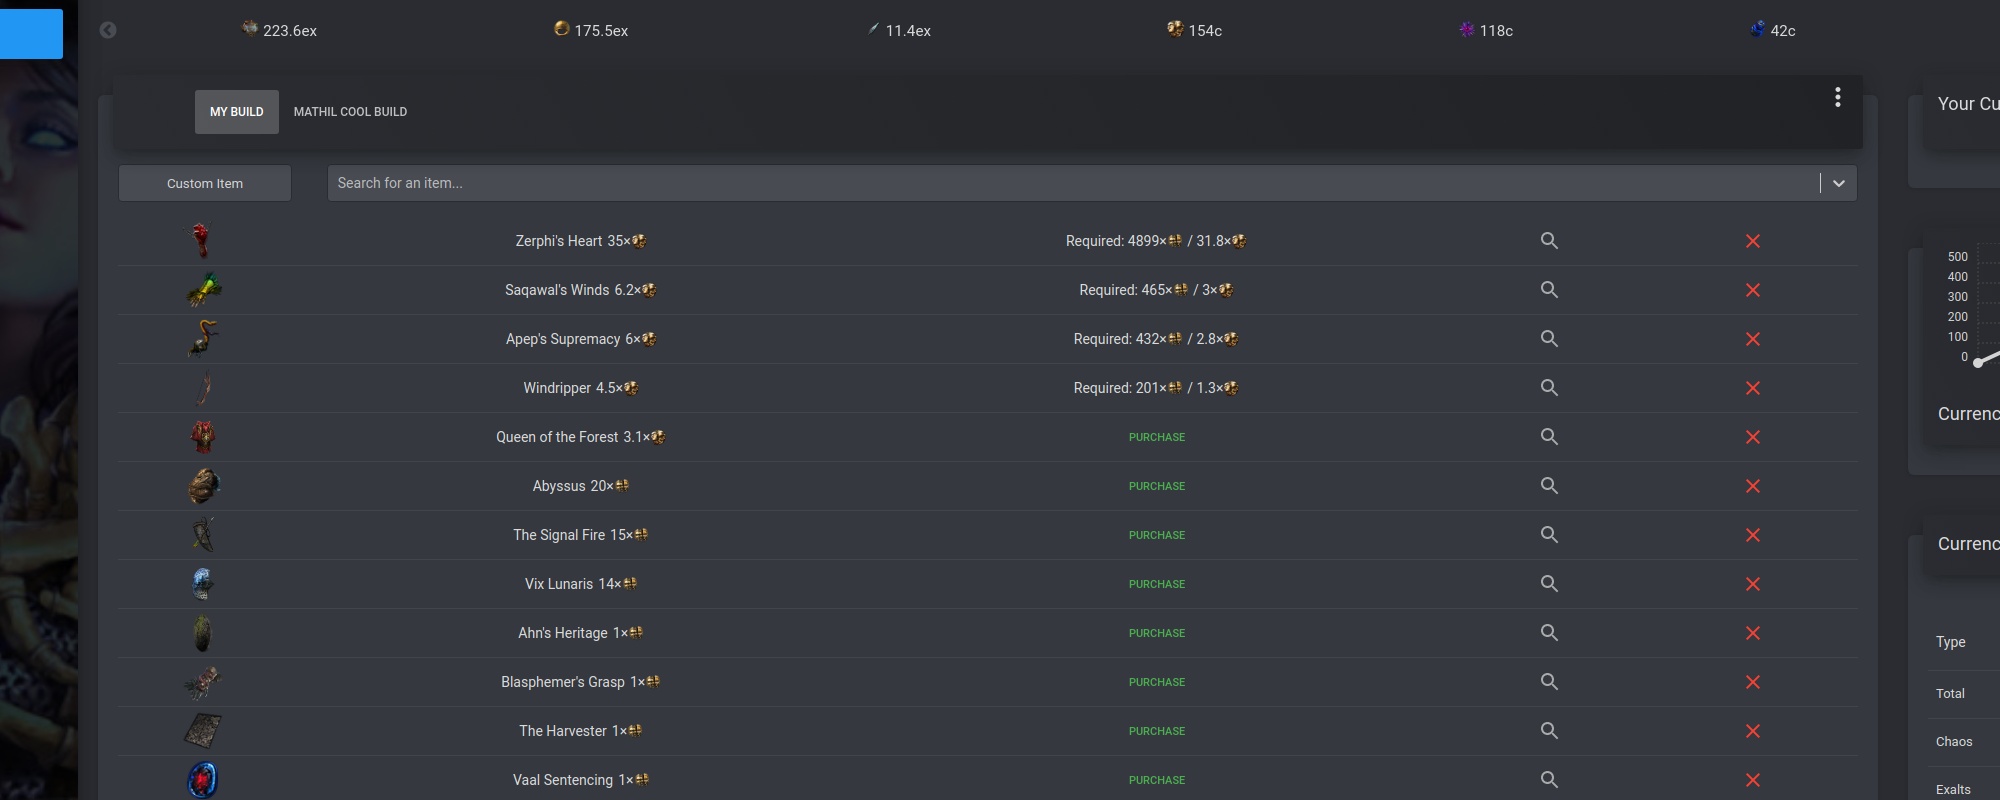 223.6ex 175.5ex 11.4ex 154c 118c 42c
MY BUILD MATHIL COOL BUILD
Custom Item Search for an item...
Zerphi's Heart 35× Required: 4899× / 31.8×
Saqawal's Winds 6.2× Required: 465× / 3×
Apep's Supremacy 6× Required: 432× / 2.8×
Windripper 4.5× Required: 201× / 1.3×
Queen of the Forest 3.1× PURCHASE
Abyssus 20× PURCHASE
The Signal Fire 15× PURCHASE
Vix Lunaris 14× PURCHASE
Ahn's Heritage 1× PURCHASE
Blasphemer's Grasp 1× PURCHASE
The Harvester 1× PURCHASE
Vaal Sentencing 1× PURCHASE
Your Cu
500
400
300
200
100
0
Currenc
Currenc
Type
Total
Chaos
Exalts